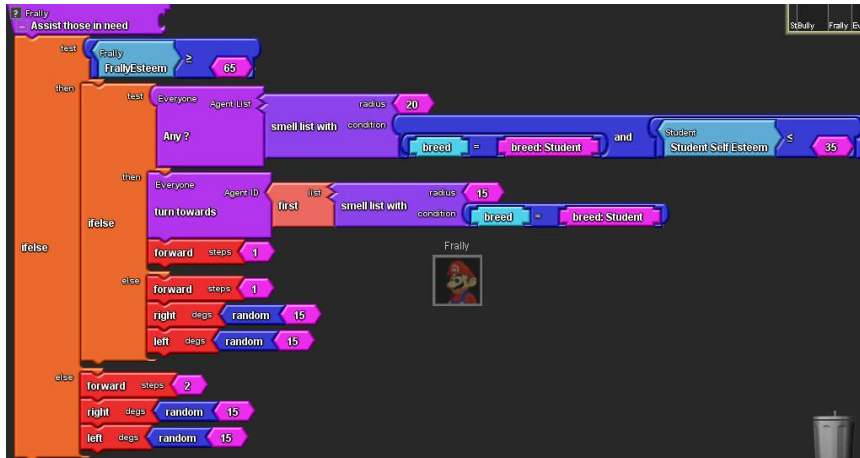 ? Frally
– Assist those in need
StBully Frally Ev
test Frally FrallyEsteem ≥ 65
then test Everyone Any ? Agent List smell list with radius 20
condition breed = breed: Student and Student Student Self Esteem ≤ 35
then Everyone turn towards Agent ID first list smell list with radius 15
condition breed = breed: Student
ifelse
ifelse
forward steps 1
Frally
else forward steps 1
right degs random 15
left degs random 15
else forward steps 2
right degs random 15
left degs random 15